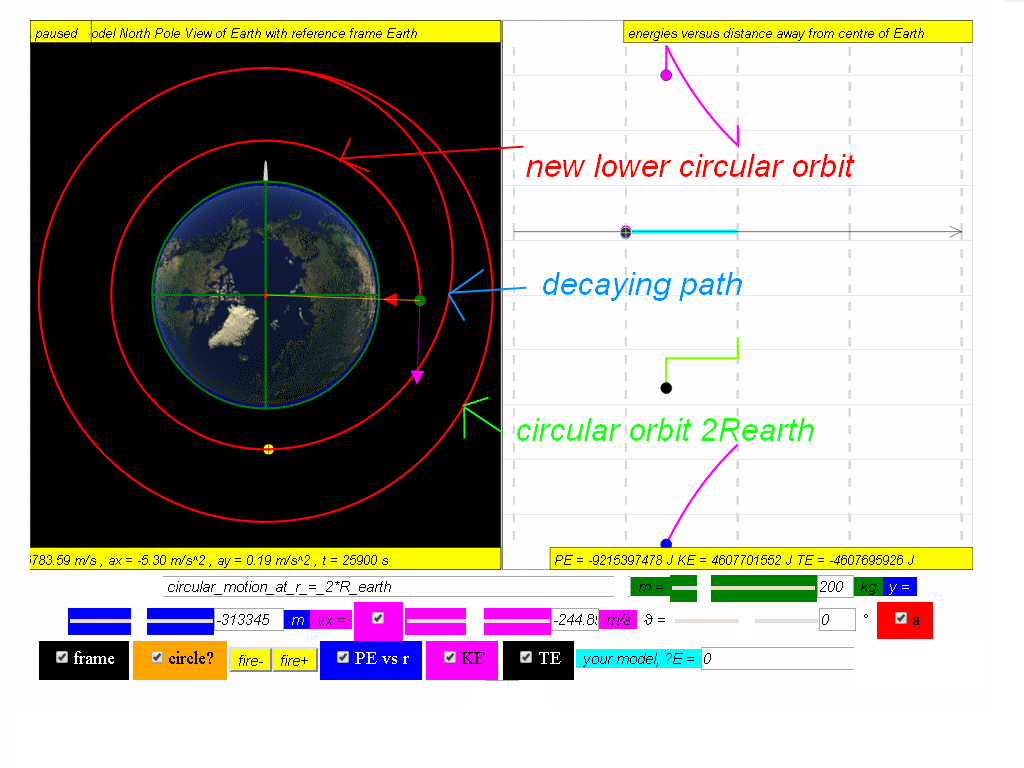 paused
odel North Pole View of Earth with reference frame Earth
energies versus distance away from centre of Earth
new lower circular orbit
decaying path
circular orbit 2Rearth
5783.59 m/s , ax = -5.30 m/s^2 , ay = 0.19 m/s^2 , t = 25900 s
PE = -9215397478 J KE = 4607701552 J TE = -4607695926 J
circular_motion_at_r_=_2*R_earth
m = 200 kg y =
-313345 m vx = -244.89 m/s ϑ = 0 ° a
frame circle? fire- fire+ PE vs r KE TE your model, ?E = 0